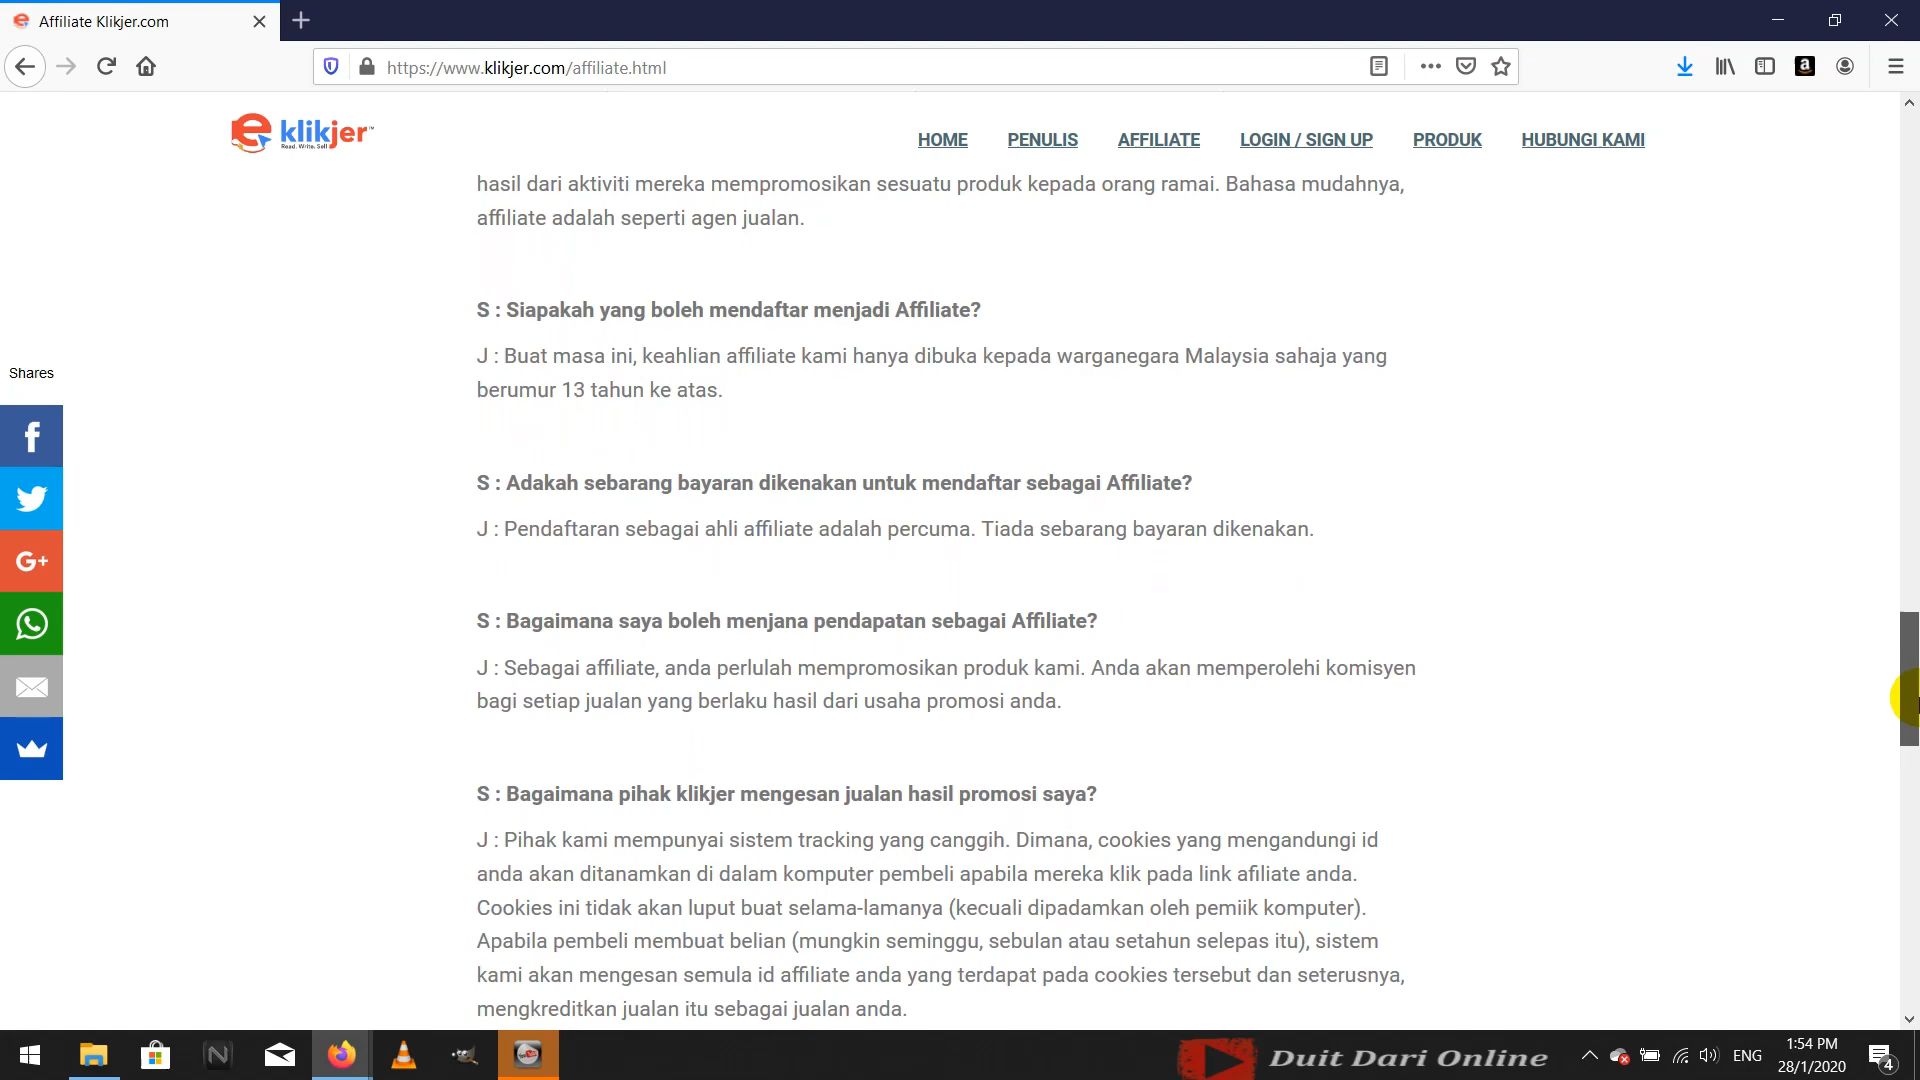 Affiliate Klikjer.com
https://www.klikjer.com/affiliate.html
klikjer™
Read. Write. Sell
HOME PENULIS AFFILIATE LOGIN / SIGN UP PRODUK HUBUNGI KAMI
hasil dari aktiviti mereka mempromosikan sesuatu produk kepada orang ramai. Bahasa mudahnya,
affiliate adalah seperti agen jualan.
S : Siapakah yang boleh mendaftar menjadi Affiliate?
J : Buat masa ini, keahlian affiliate kami hanya dibuka kepada warganegara Malaysia sahaja yang
berumur 13 tahun ke atas.
Shares
S : Adakah sebarang bayaran dikenakan untuk mendaftar sebagai Affiliate?
J : Pendaftaran sebagai ahli affiliate adalah percuma. Tiada sebarang bayaran dikenakan.
S : Bagaimana saya boleh menjana pendapatan sebagai Affiliate?
J : Sebagai affiliate, anda perlulah mempromosikan produk kami. Anda akan memperolehi komisyen
bagi setiap jualan yang berlaku hasil dari usaha promosi anda.
S : Bagaimana pihak klikjer mengesan jualan hasil promosi saya?
J : Pihak kami mempunyai sistem tracking yang canggih. Dimana, cookies yang mengandungi id
anda akan ditanamkan di dalam komputer pembeli apabila mereka klik pada link afiliate anda.
Cookies ini tidak akan luput buat selama-lamanya (kecuali dipadamkan oleh pemiik komputer).
Apabila pembeli membuat belian (mungkin seminggu, sebulan atau setahun selepas itu), sistem
kami akan mengesan semula id affiliate anda yang terdapat pada cookies tersebut dan seterusnya,
mengkreditkan jualan itu sebagai jualan anda.
Duit Dari Online
ENG
1:54 PM
28/1/2020
4